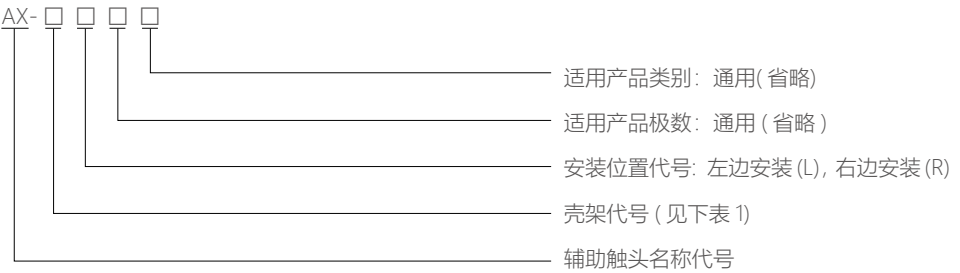 AX-□ □ □ □
适用产品类别：通用(省略)
适用产品极数：通用(省略)
安装位置代号: 左边安装(L), 右边安装(R)
壳架代号(见下表1)
辅助触头名称代号